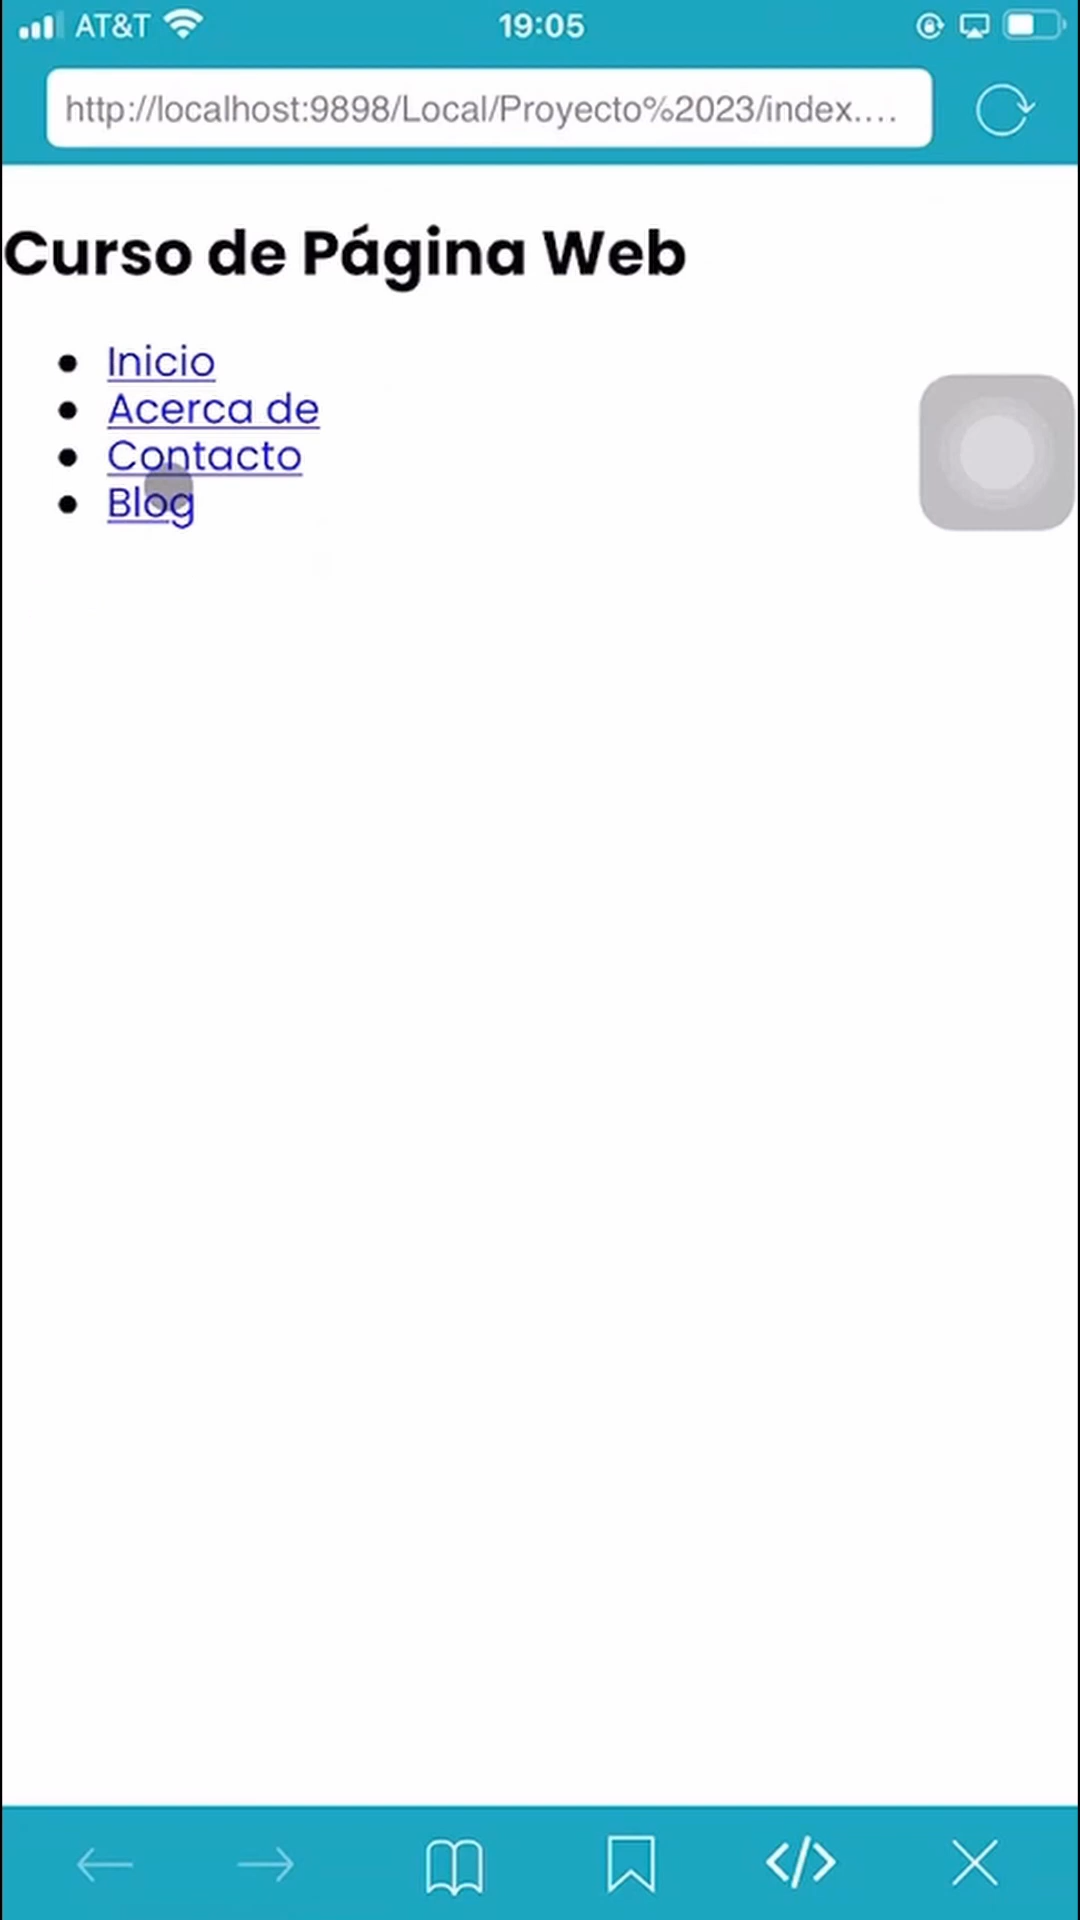 AT&T 19:05
http://localhost:9898/Local/Proyecto%2023/index....
Curso de Página Web
Inicio
Acerca de
Contacto
Blog